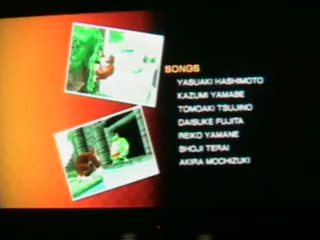 SONGS
YASUAKI HASHIMOTO
KAZUMI YAMABE
TOMOAKI TSUJINO
DAISUKE FUJITA
REIKO YAMANE
SHOJI TERAI
AKIRA MOCHIZUKI